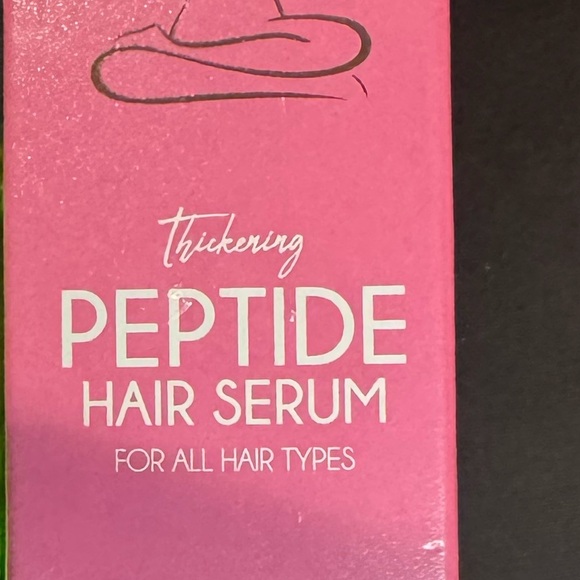 Thickening
PEPTIDE
HAIR SERUM
FOR ALL HAIR TYPES